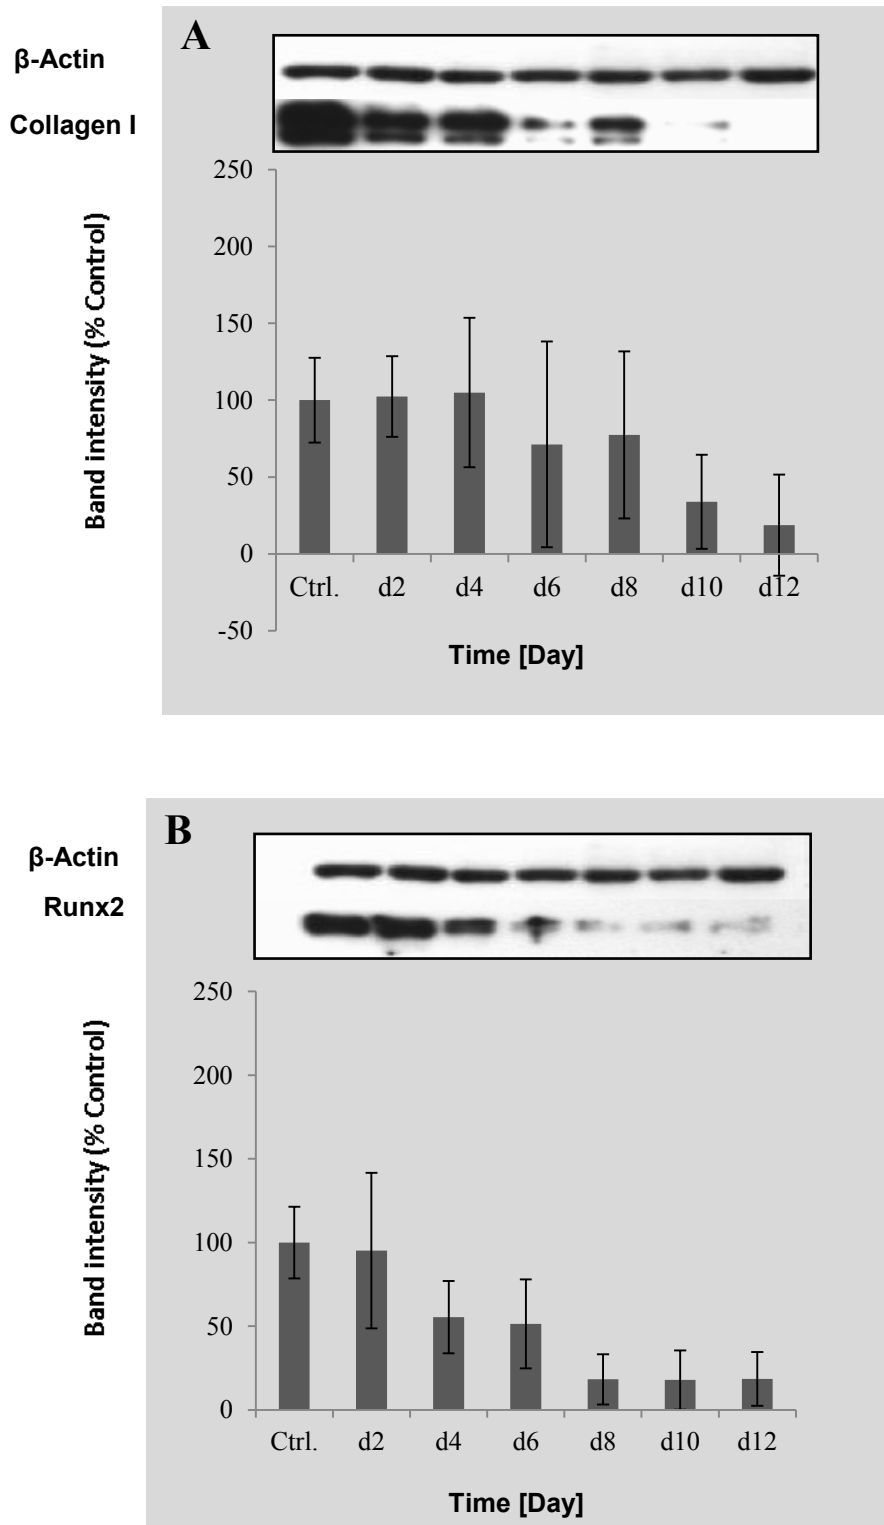 A
β-Actin
Collagen I
Band intensity (% Control)
250
200
150
100
50
0
-50
Ctrl. d2 d4 d6 d8 d10 d12
Time [Day]
B
β-Actin
Runx2
Band intensity (% Control)
250
200
150
100
50
0
Ctrl. d2 d4 d6 d8 d10 d12
Time [Day]